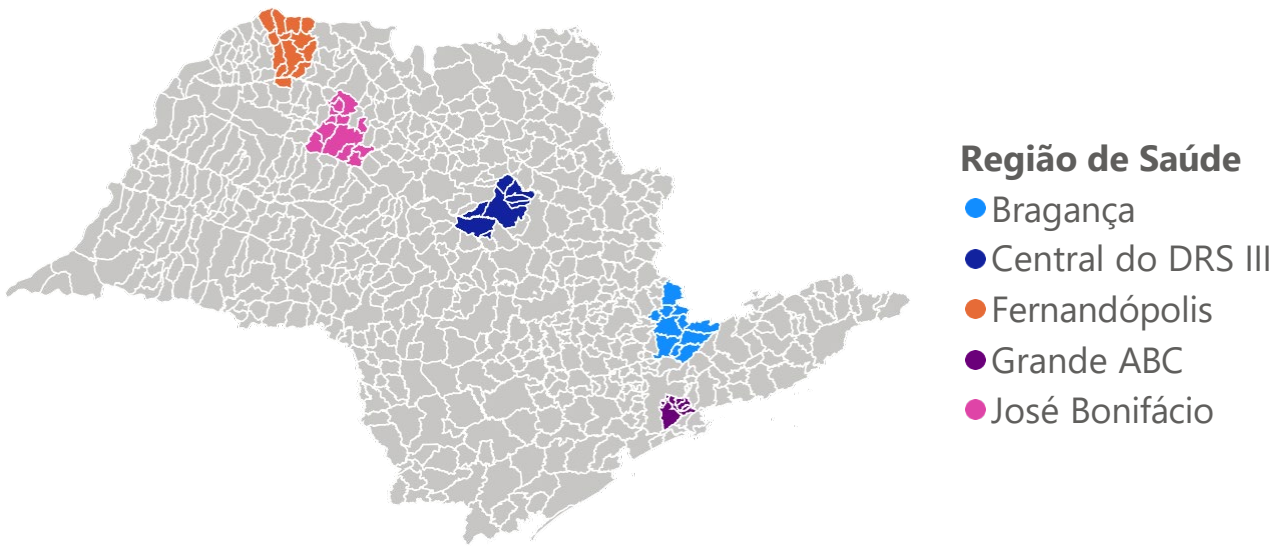 Região de Saúde
Bragança
Central do DRS III
Fernandópolis
Grande ABC
José Bonifácio